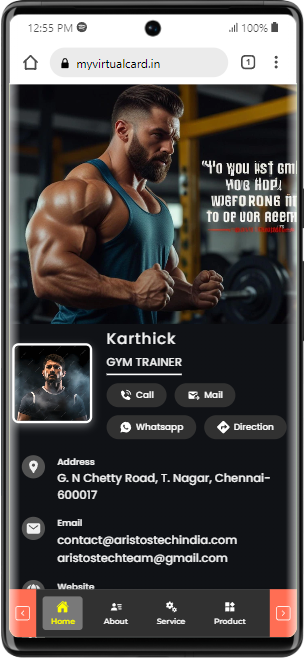 12:55 PM
100%
myvirtualcard.in
1
Karthick
GYM TRAINER
Call
Mail
Whatsapp
Direction
Address
G. N Chetty Road, T. Nagar, Chennai-
600017
Email
contact@aristostechindia.com
aristostechteam@gmail.com
Website
Home
About
Service
Product